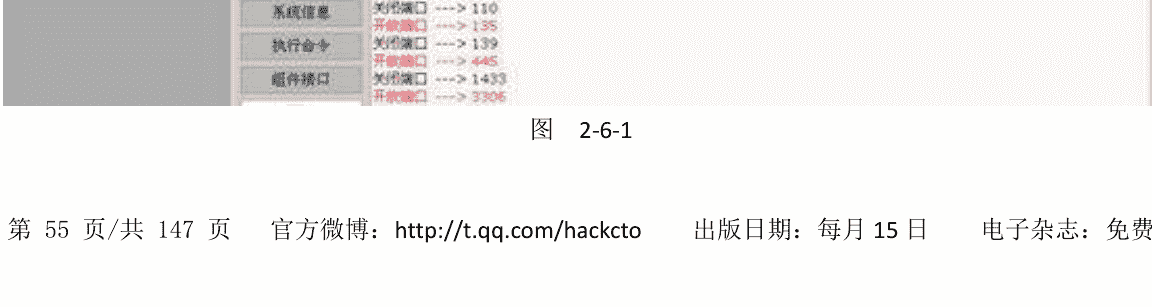 系统信息
执行命令
组件接口
关闭端口 ---> 110
开放端口 ---> 135
关闭端口 ---> 139
开放端口 ---> 445
关闭端口 ---> 1433
开放端口 ---> 3306
图 2-6-1
第 55 页/共 147 页 官方微博：http://t.qq.com/hackcto 出版日期：每月 15 日 电子杂志：免费